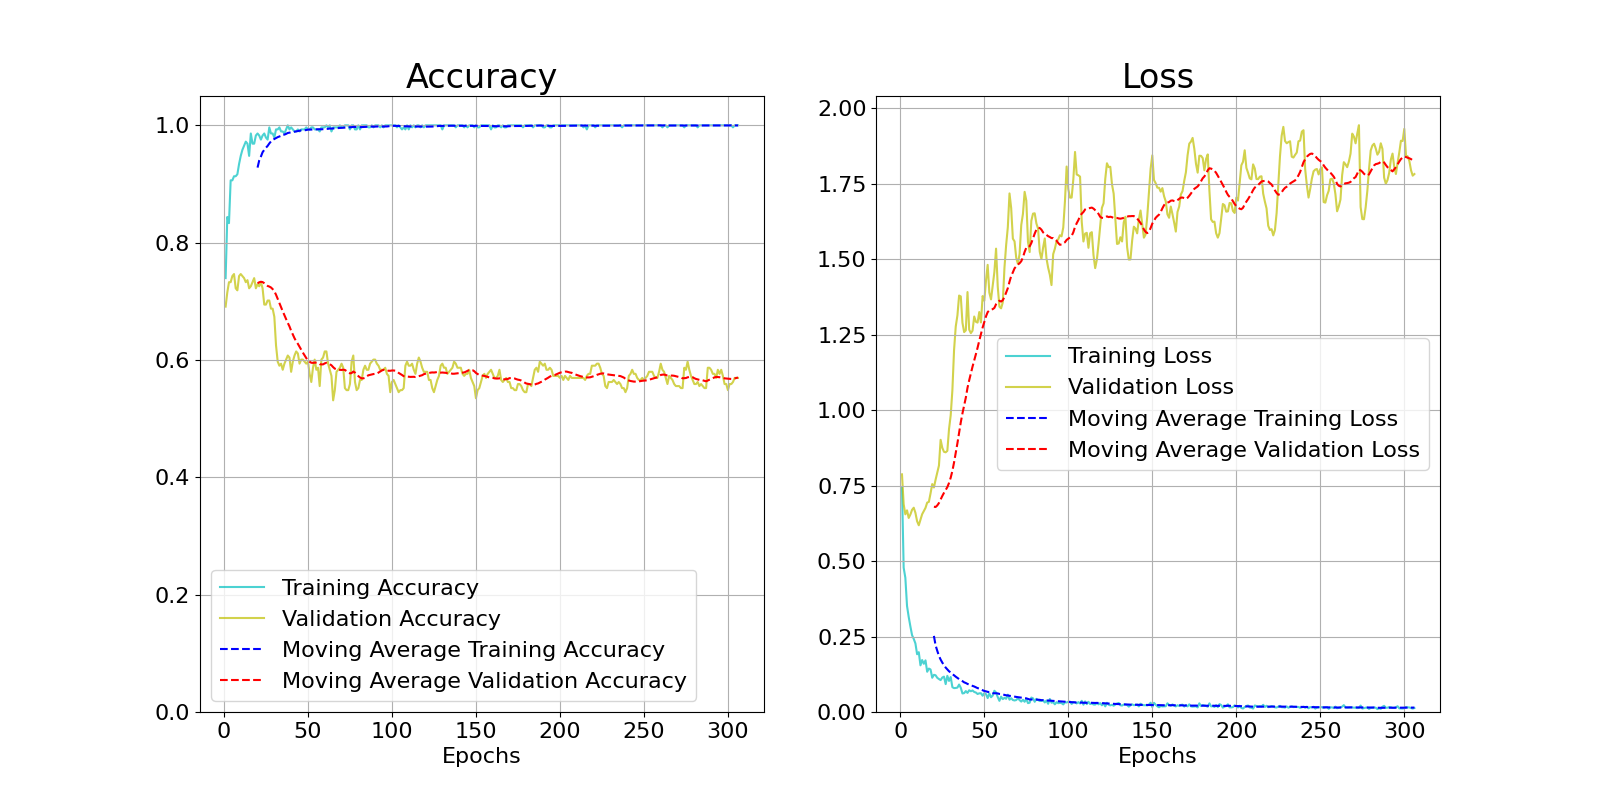 Accuracy
1.0
0.8
0.6
0.4
0.2
0.0
Training Accuracy
Validation Accuracy
Moving Average Training Accuracy
Moving Average Validation Accuracy
0 50 100 150 200 250 300
Epochs
Loss
2.00
1.75
1.50
1.25
1.00
0.75
0.50
0.25
0.00
Training Loss
Validation Loss
Moving Average Training Loss
Moving Average Validation Loss
0 50 100 150 200 250 300
Epochs